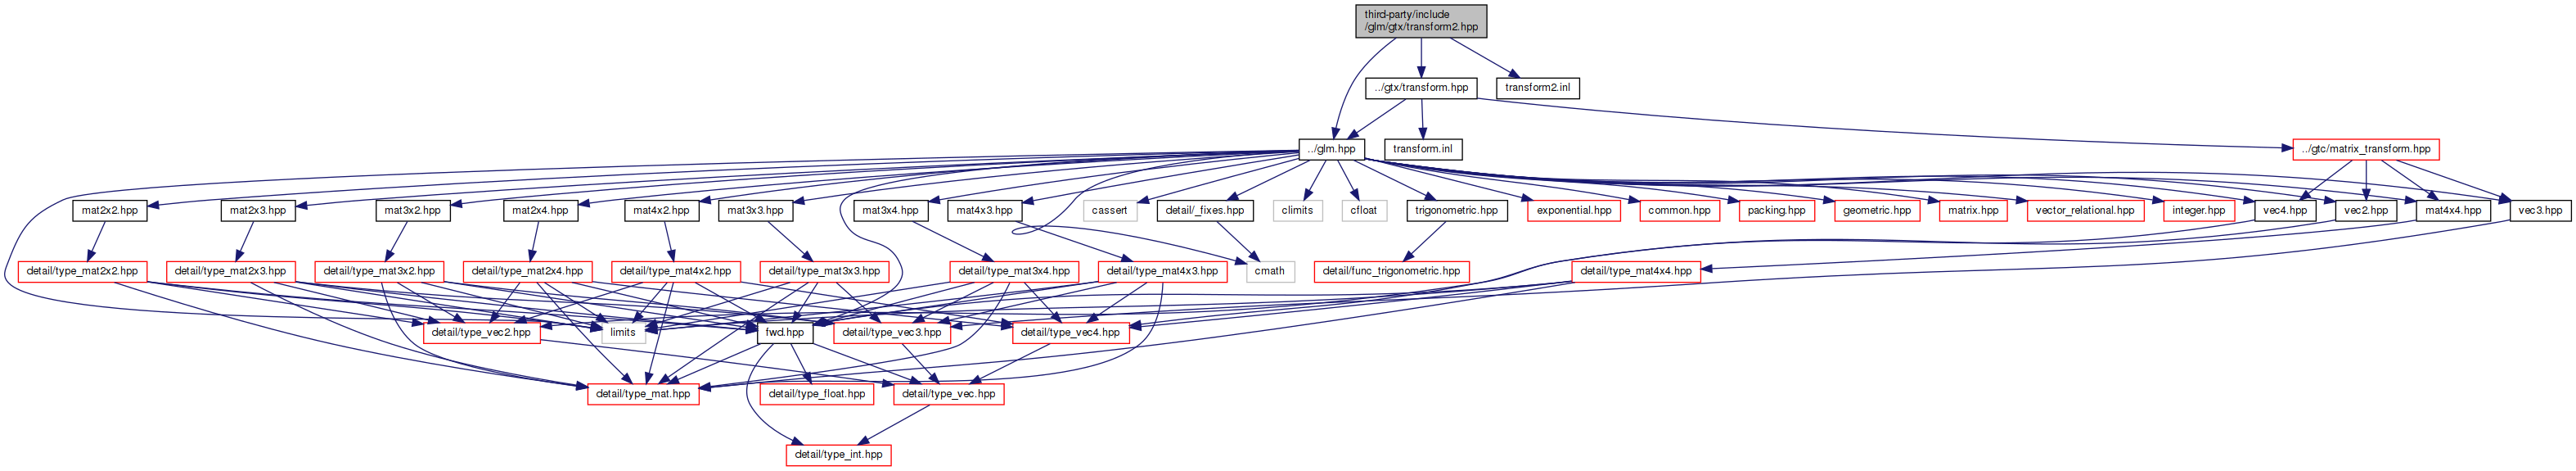 third-party/include
/glm/gtx/transform2.hpp
../gtx/transform.hpp
transform2.inl
../glm.hpp
transform.inl
../gtc/matrix_transform.hpp
mat2x2.hpp
mat2x3.hpp
mat3x2.hpp
mat2x4.hpp
mat4x2.hpp
mat3x3.hpp
mat3x4.hpp
mat4x3.hpp
cassert
detail/_fixes.hpp
climits
cfloat
trigonometric.hpp
exponential.hpp
common.hpp
packing.hpp
geometric.hpp
matrix.hpp
vector_relational.hpp
integer.hpp
vec4.hpp
vec2.hpp
mat4x4.hpp
vec3.hpp
detail/type_mat2x2.hpp
detail/type_mat2x3.hpp
detail/type_mat3x2.hpp
detail/type_mat2x4.hpp
detail/type_mat4x2.hpp
detail/type_mat3x3.hpp
detail/type_mat3x4.hpp
detail/type_mat4x3.hpp
cmath
detail/func_trigonometric.hpp
detail/type_mat4x4.hpp
detail/type_vec2.hpp
limits
fwd.hpp
detail/type_vec3.hpp
detail/type_vec4.hpp
detail/type_mat.hpp
detail/type_float.hpp
detail/type_vec.hpp
detail/type_int.hpp